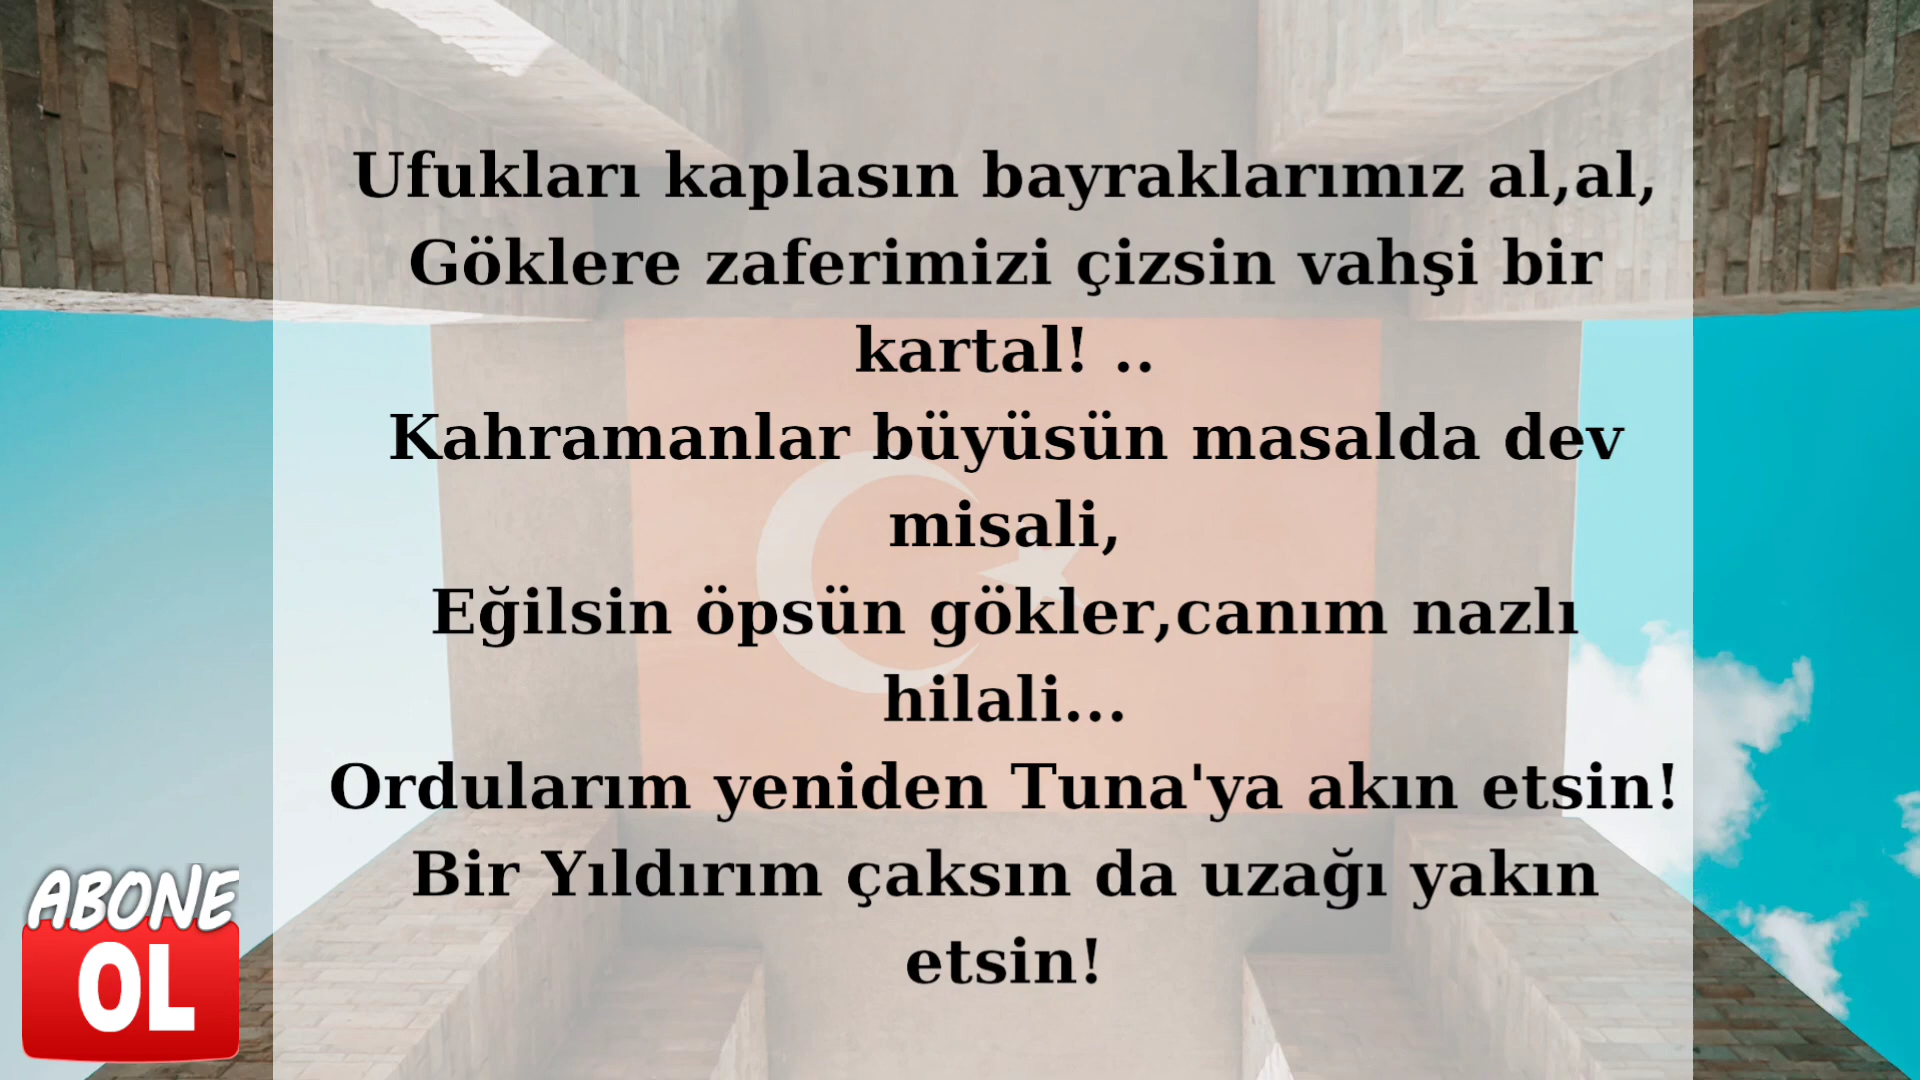 Ufukları kaplasın bayraklarımız al,al,
Göklere zaferimizi çizsin vahşi bir
kartal! ..
Kahramanlar büyüsün masalda dev
misali,
Eğilsin öpsün gökler,canım nazlı
hilali...
Ordularım yeniden Tuna'ya akın etsin!
Bir Yıldırım çaksın da uzağı yakın
etsin!
ABONE
OL